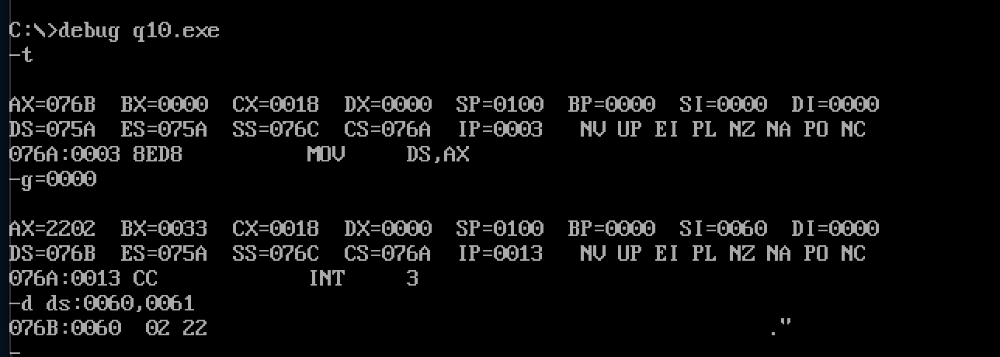 C:\>debug q10.exe
-t
AX=076B  BX=0000  CX=0018  DX=0000  SP=0100  BP=0000  SI=0000  DI=0000
DS=075A  ES=075A  SS=076C  CS=076A  IP=0003   NV UP EI PL NZ NA PO NC
076A:0003 8ED8          MOV     DS,AX
-g=0000
AX=2202  BX=0033  CX=0018  DX=0000  SP=0100  BP=0000  SI=0060  DI=0000
DS=076B  ES=075A  SS=076C  CS=076A  IP=0013   NV UP EI PL NZ NA PO NC
076A:0013 CC            INT     3
-d ds:0060,0061
076B:0060  02 22                                             ."
-